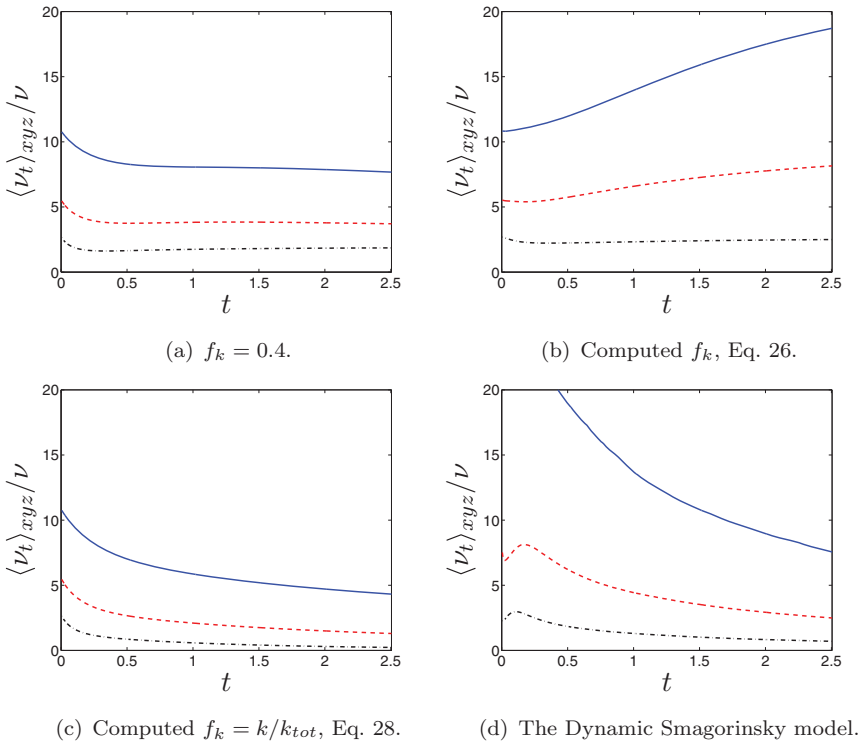 20
15
10
5
0
⟨ν_t⟩_xyz/ν
0 0.5 1 1.5 2 2.5
t
(a) f_k = 0.4.
20
15
10
5
0
⟨ν_t⟩_xyz/ν
0 0.5 1 1.5 2 2.5
t
(b) Computed f_k, Eq. 26.
20
15
10
5
0
⟨ν_t⟩_xyz/ν
0 0.5 1 1.5 2 2.5
t
(c) Computed f_k = k/k_tot, Eq. 28.
20
15
10
5
0
⟨ν_t⟩_xyz/ν
0 0.5 1 1.5 2 2.5
t
(d) The Dynamic Smagorinsky model.